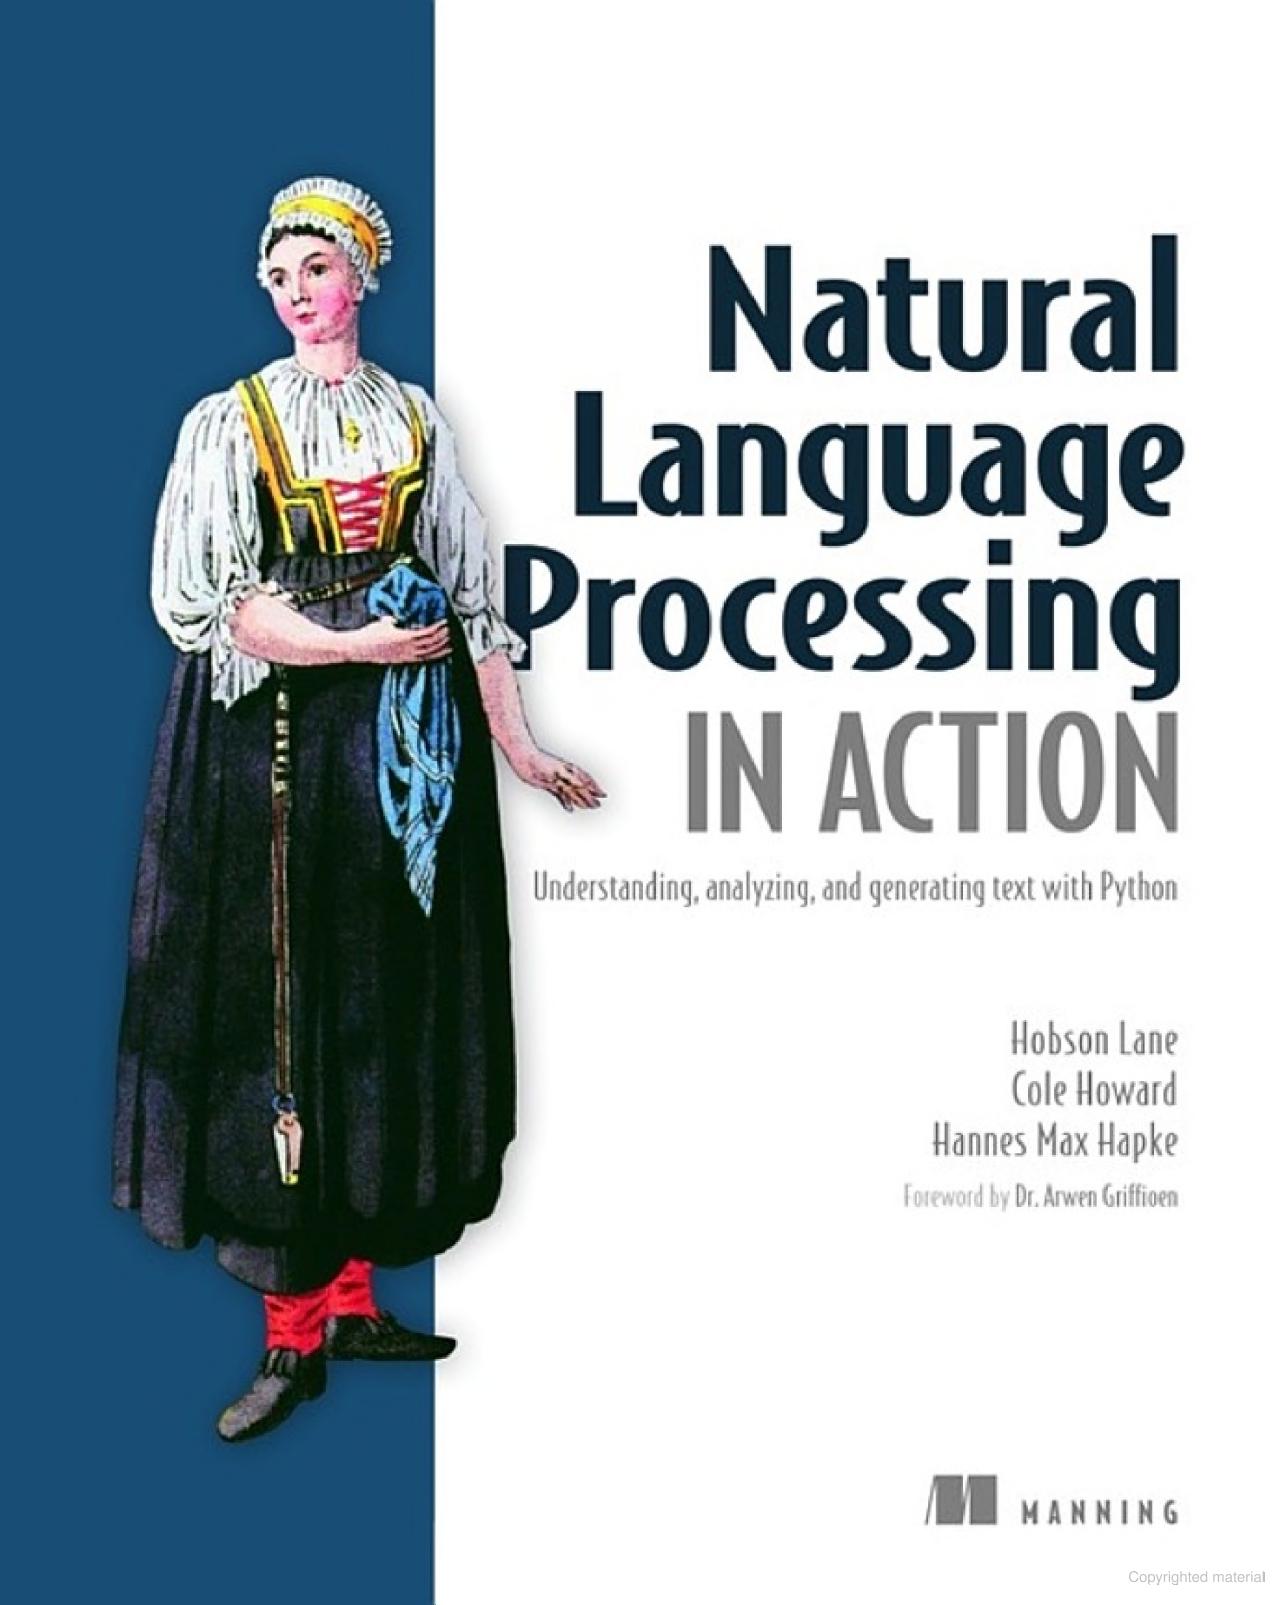 Natural
Language
Processing
IN ACTION
Understanding, analyzing, and generating text with Python
Hobson Lane
Cole Howard
Hannes Max Hapke
Foreword by Dr. Arwen Griffioen
MANNING
Copyrighted material